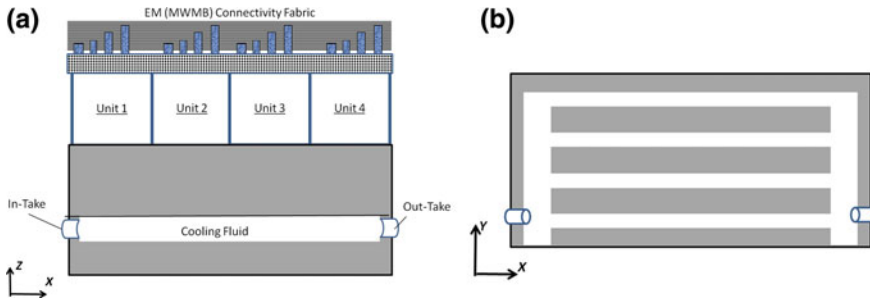 (a)
EM (MWMB) Connectivity Fabric
Unit 1
Unit 2
Unit 3
Unit 4
In-Take
Out-Take
Cooling Fluid
Z
X
(b)
Y
X